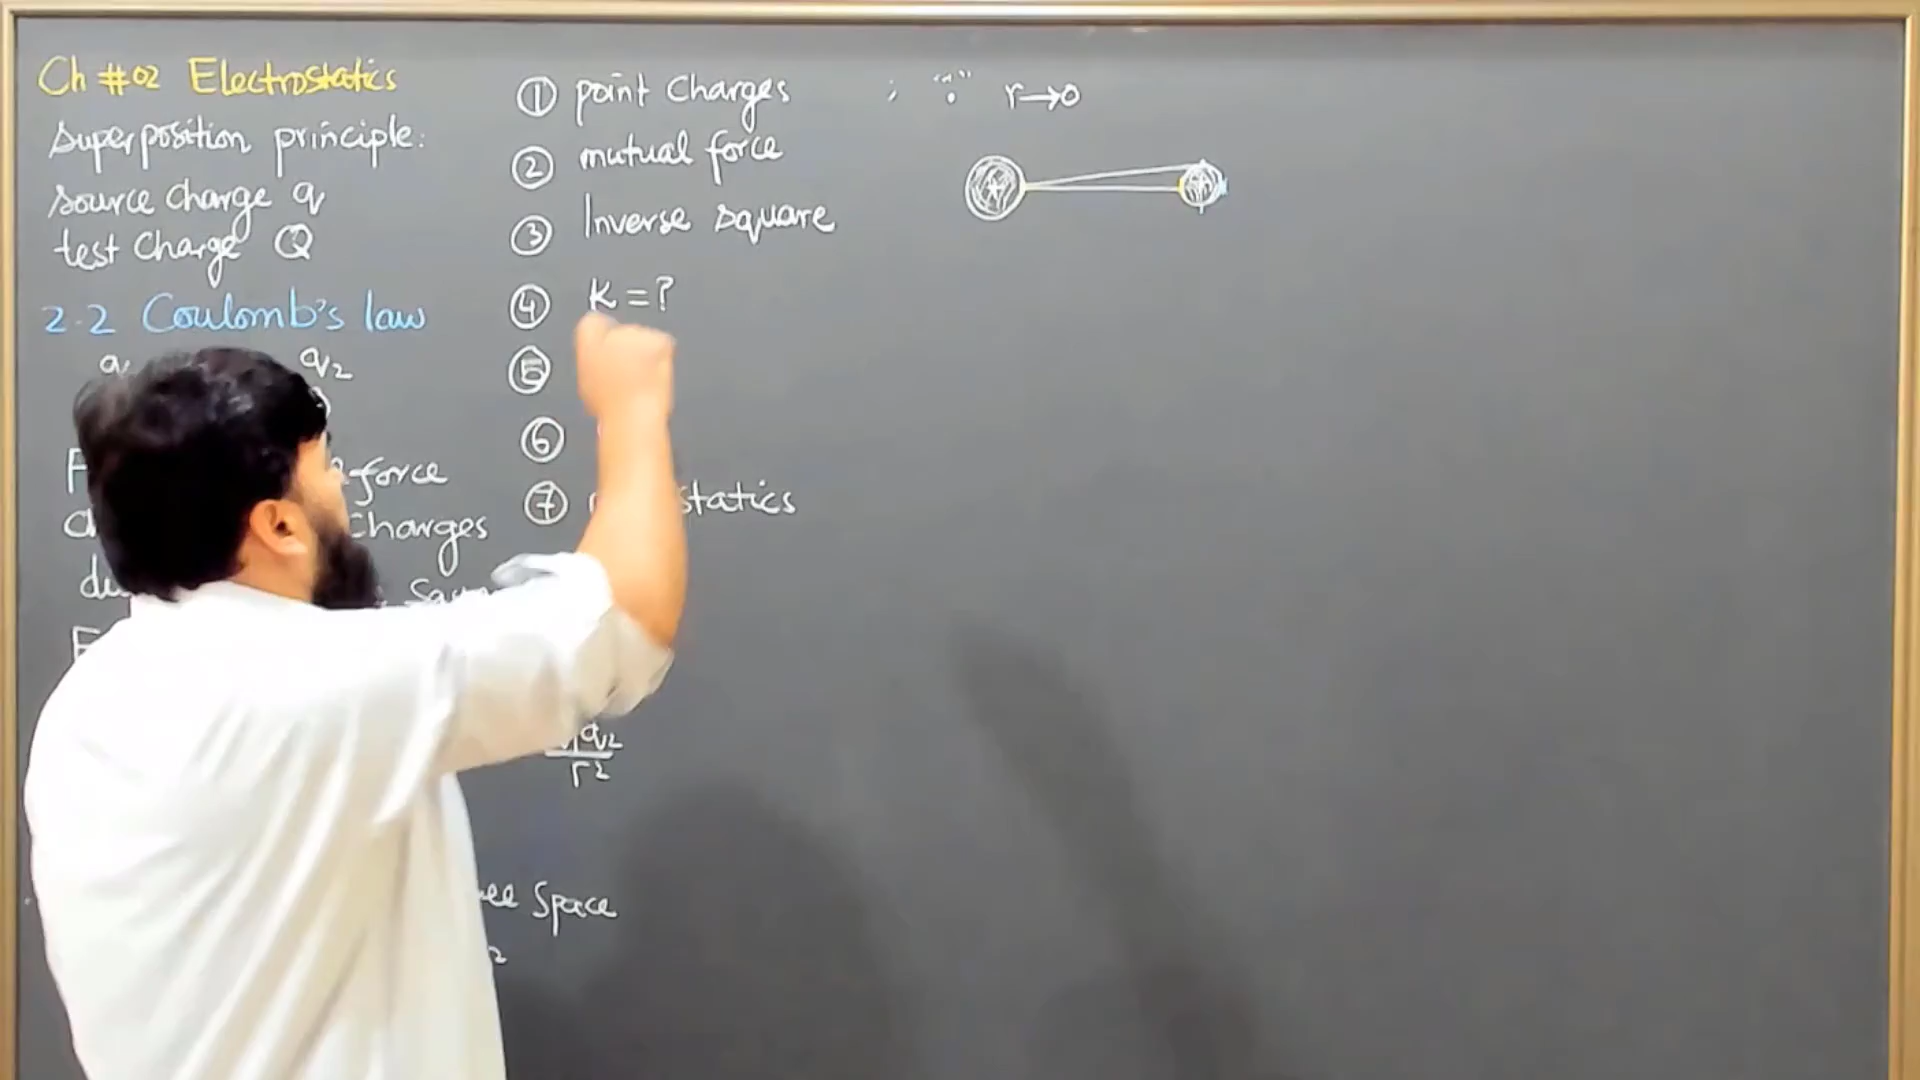 Ch #02 Electrostatics
superposition principle:
source charge q
test charge Q
2.2 Coulomb's law
q2
force
charges
q2
r2
Space
2
① point charges ; "." r→0
② mutual force
③ Inverse square
④ K=?
⑤
⑥
⑦ statics